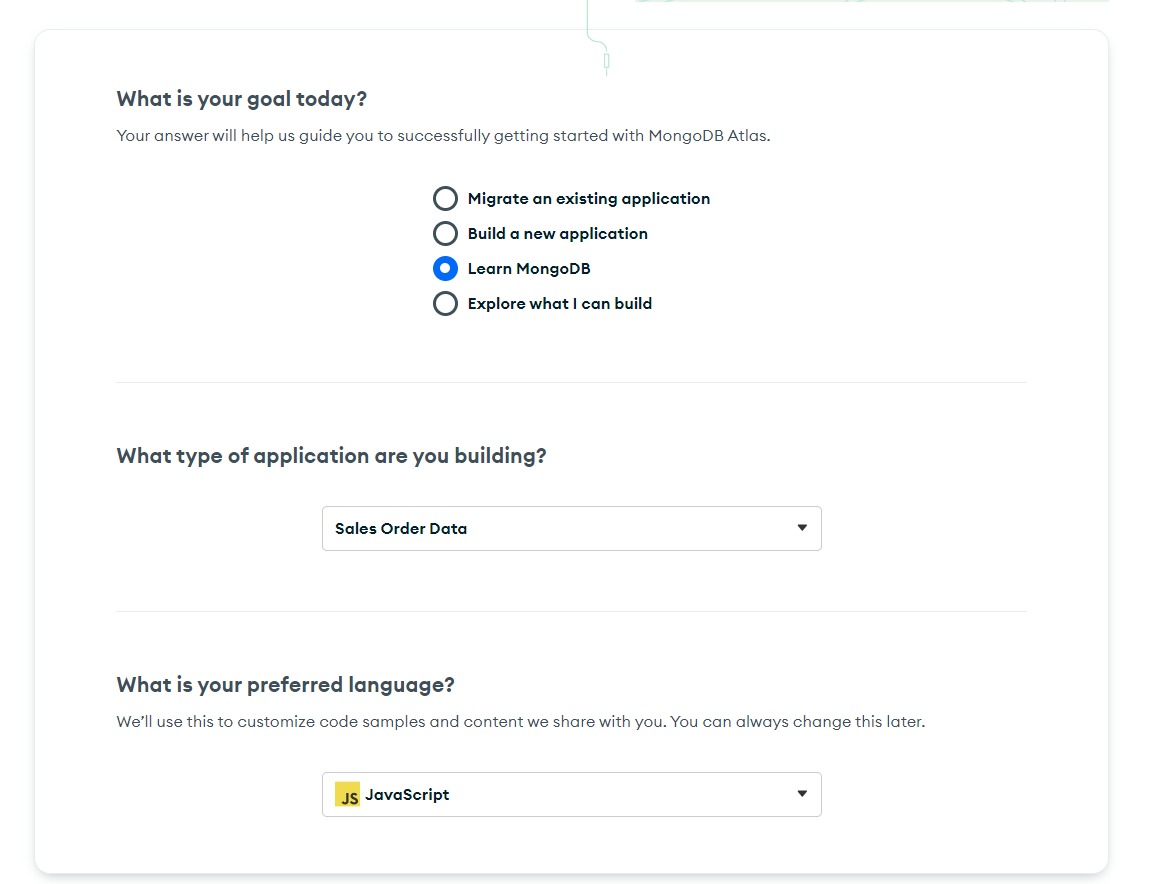 What is your goal today?
Your answer will help us guide you to successfully getting started with MongoDB Atlas.
Migrate an existing application
Build a new application
Learn MongoDB
Explore what I can build
What type of application are you building?
Sales Order Data
What is your preferred language?
We’ll use this to customize code samples and content we share with you. You can always change this later.
JS JavaScript